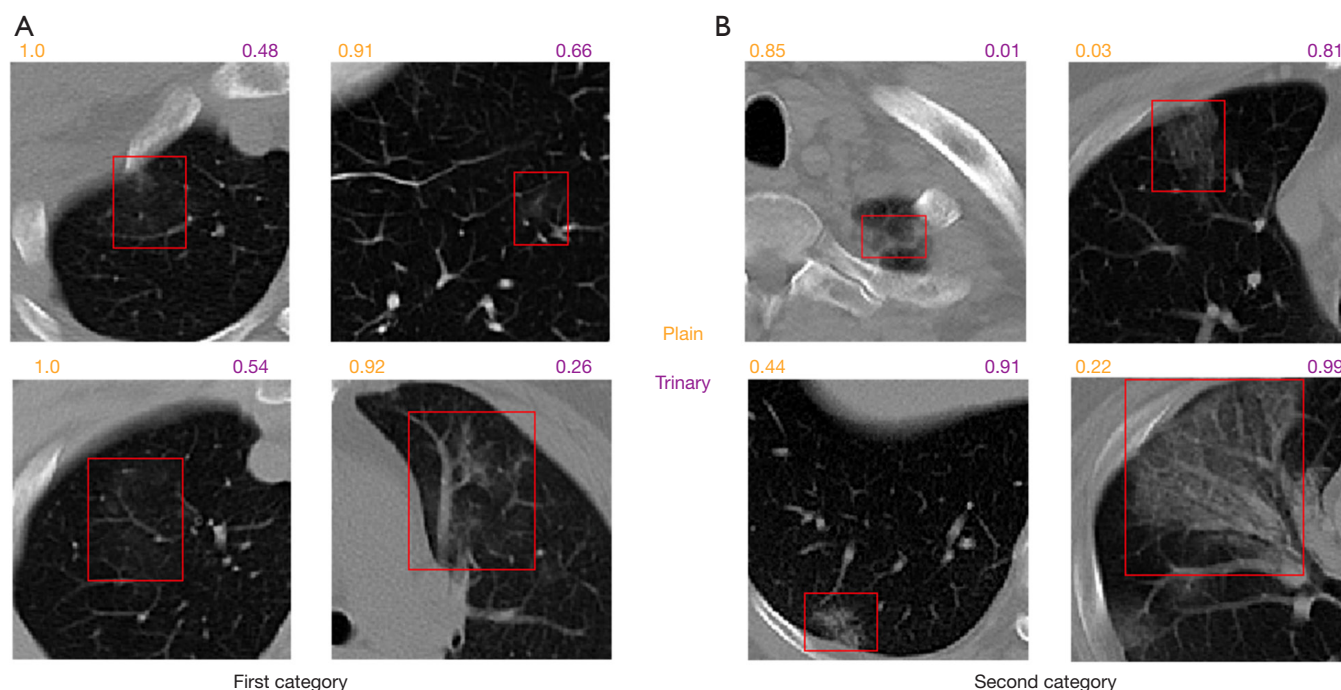 A
B
1.0 0.48
0.91 0.66
0.85 0.01
0.03 0.81
Plain
Trinary
1.0 0.54
0.92 0.26
0.44 0.91
0.22 0.99
First category
Second category